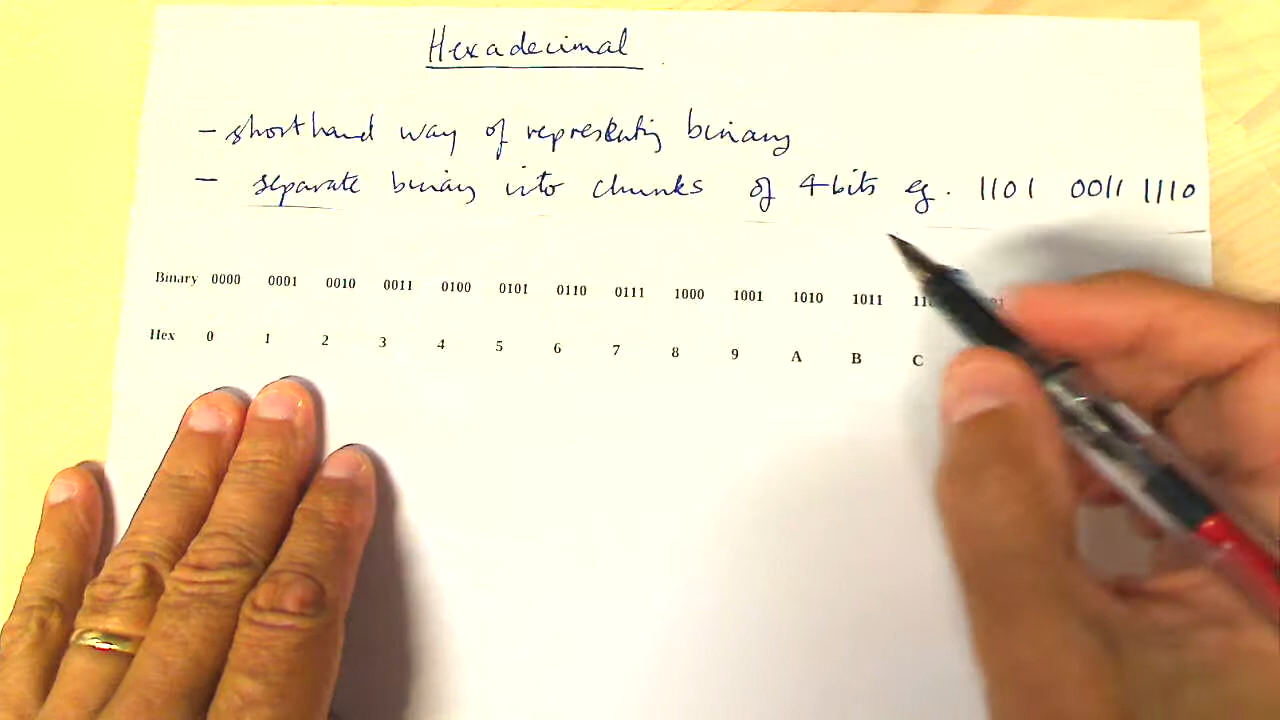 Hexadecimal
- shorthand way of representing binary
- separate binary into chunks of 4 bits eg. 1101 0011 1110
Binary 0000 0001 0010 0011 0100 0101 0110 0111 1000 1001 1010 1011
Hex 0 1 2 3 4 5 6 7 8 9 A B C